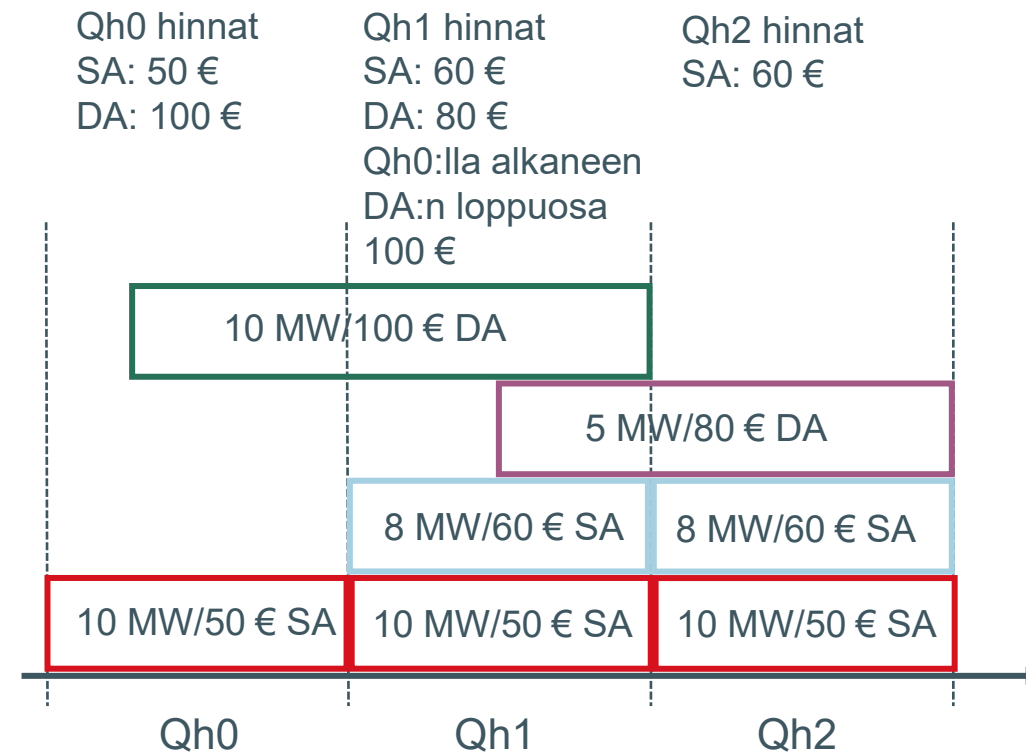 Qh0 hinnat
SA: 50 €
DA: 100 €
Qh1 hinnat
SA: 60 €
DA: 80 €
Qh0:lla alkaneen
DA:n loppuosa
100 €
Qh2 hinnat
SA: 60 €
10 MW/100 € DA
5 MW/80 € DA
8 MW/60 € SA
8 MW/60 € SA
10 MW/50 € SA
10 MW/50 € SA
10 MW/50 € SA
Qh0
Qh1
Qh2